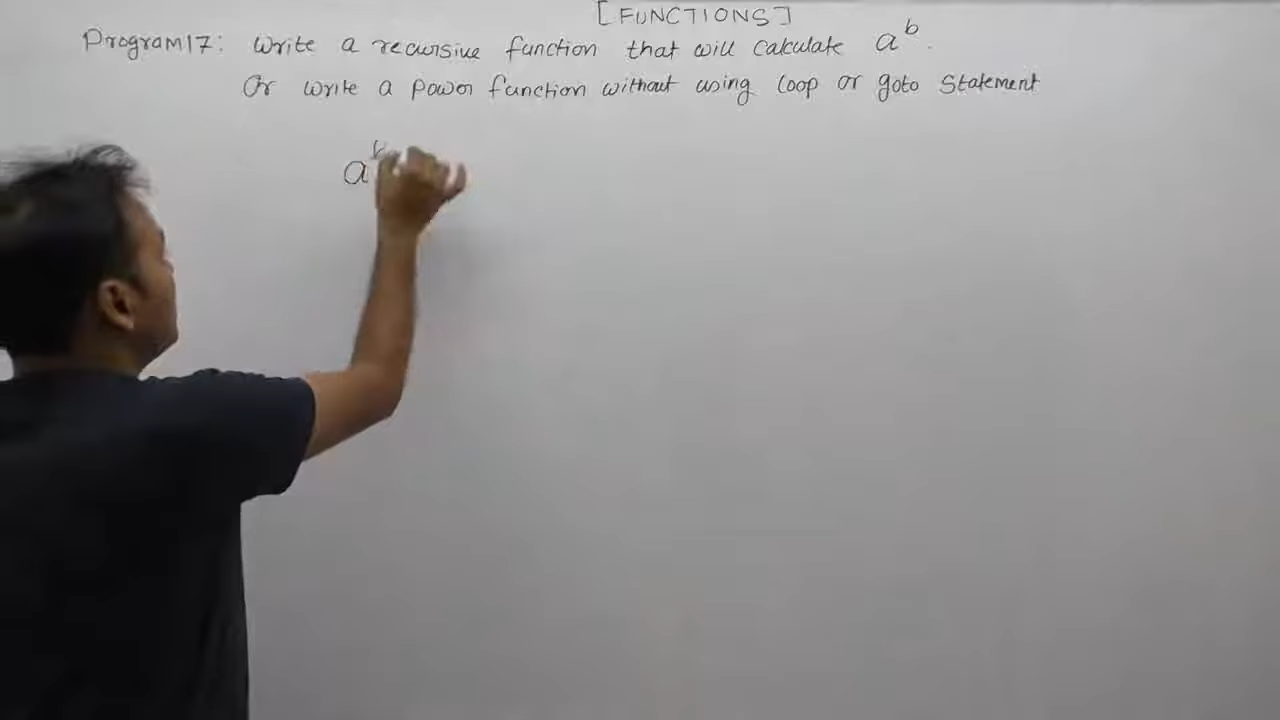 [FUNCTIONS]
Program17: Write a recursive function that will calculate a^b.
Or write a power function without using loop or goto Statement
a^b